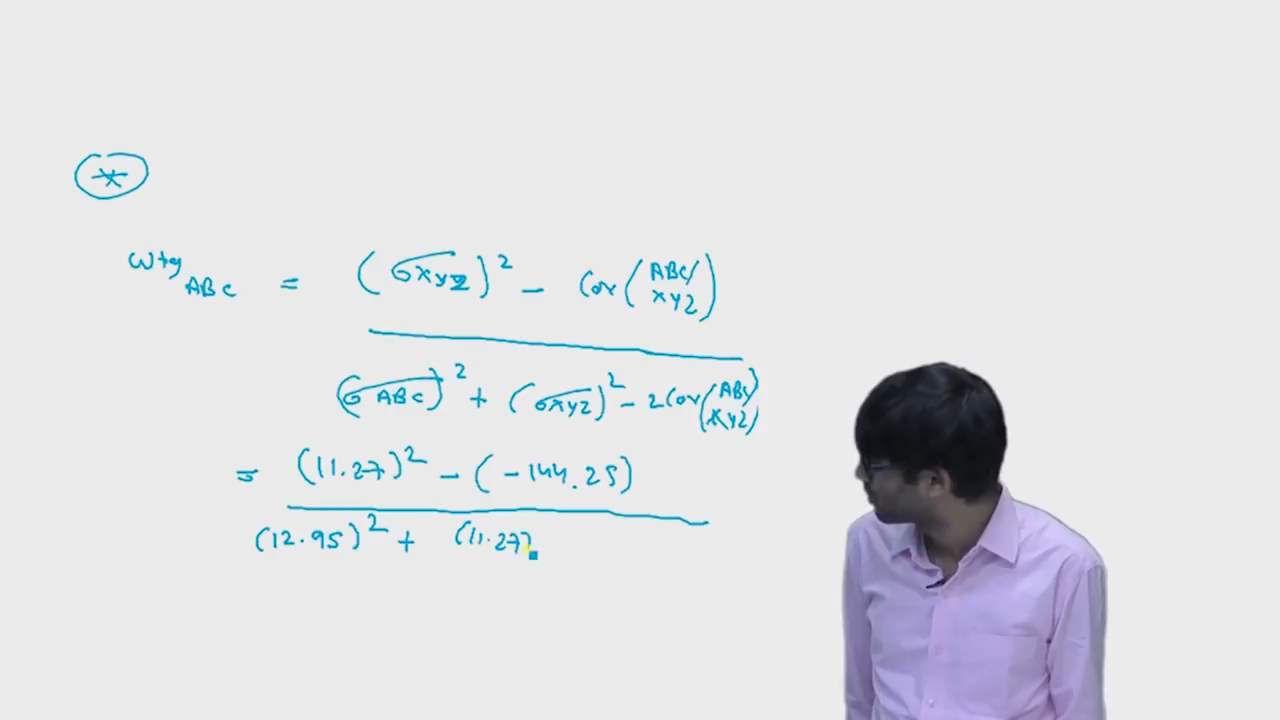 *
wtg ABC = (σXYZ)² - Cov (ABC/XYZ)
(σABC)² + (σXYZ)² - 2Cov (ABC/XYZ)
= (11.27)² - (-144.25)
(12.95)² + (11.27)